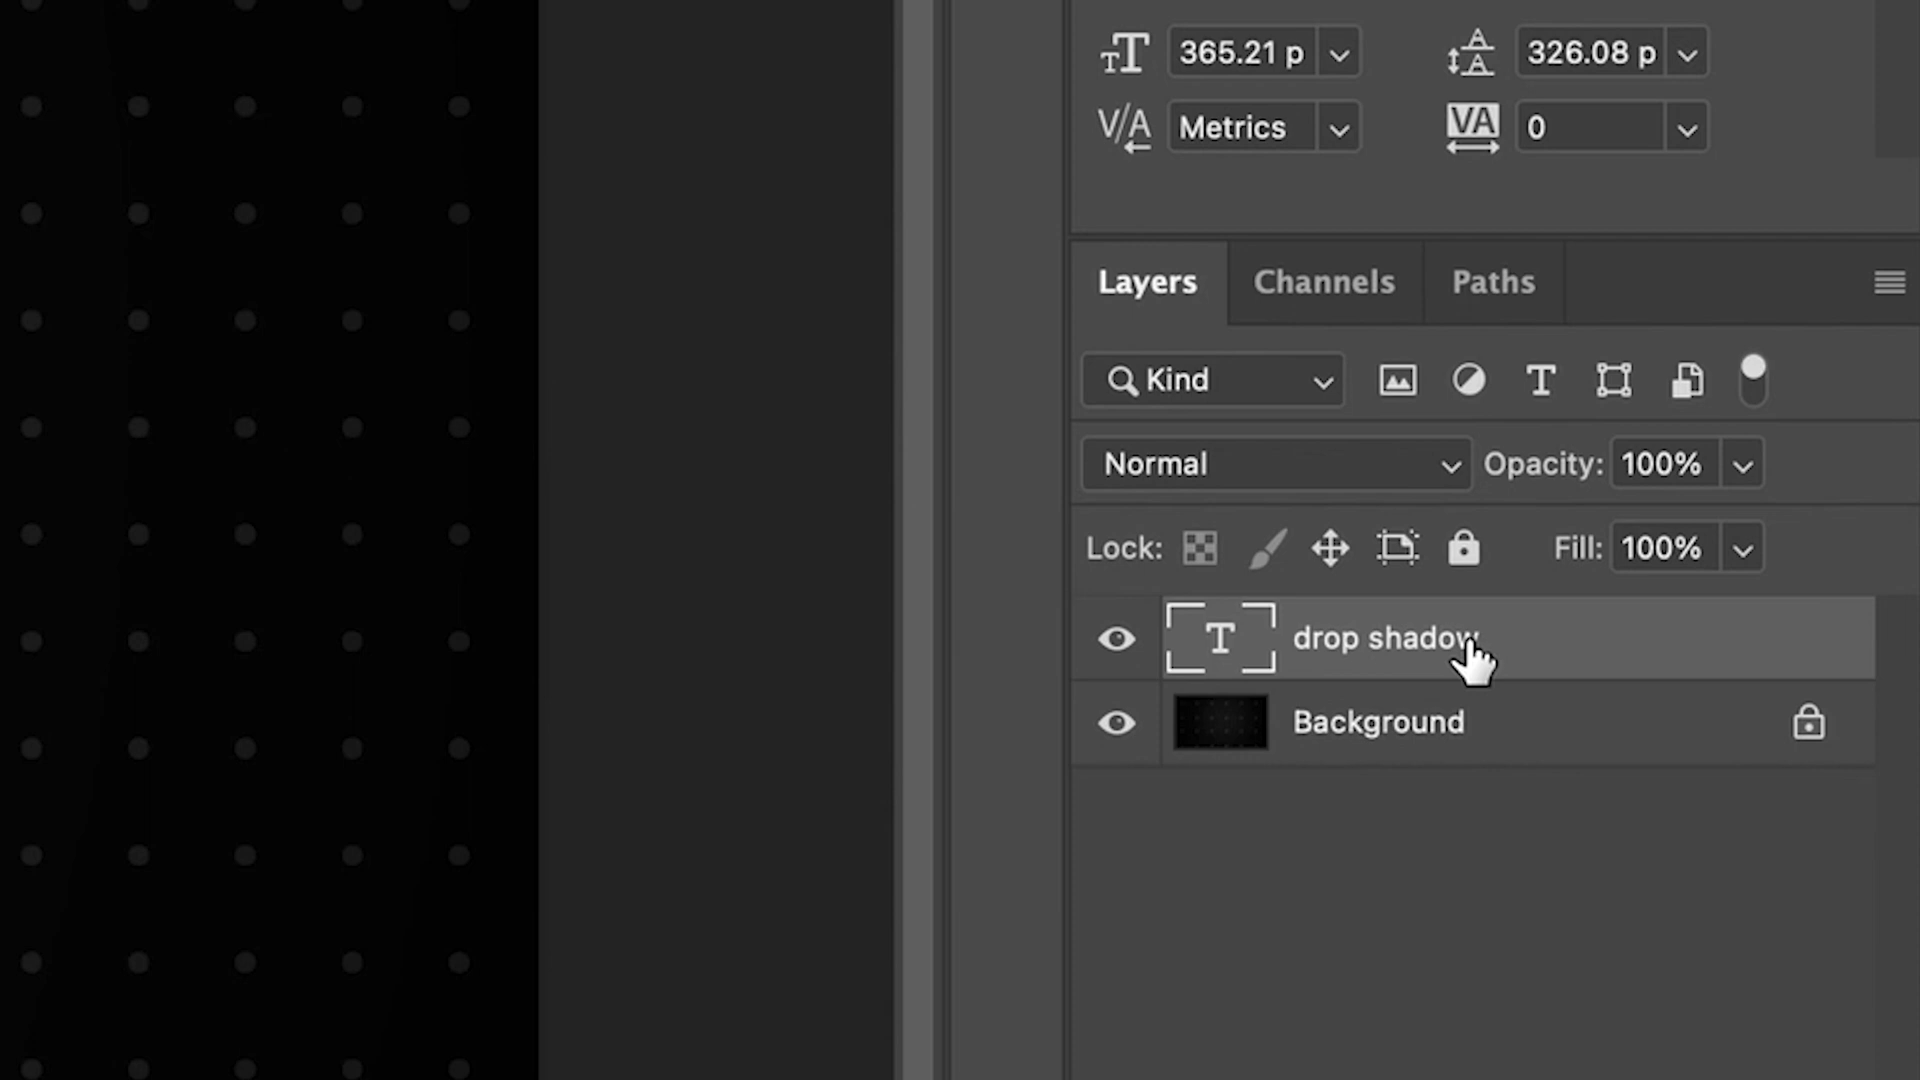 365.21 p 326.08 p
Metrics 0
Layers Channels Paths
Kind
Normal Opacity: 100%
Lock: Fill: 100%
drop shadow
Background